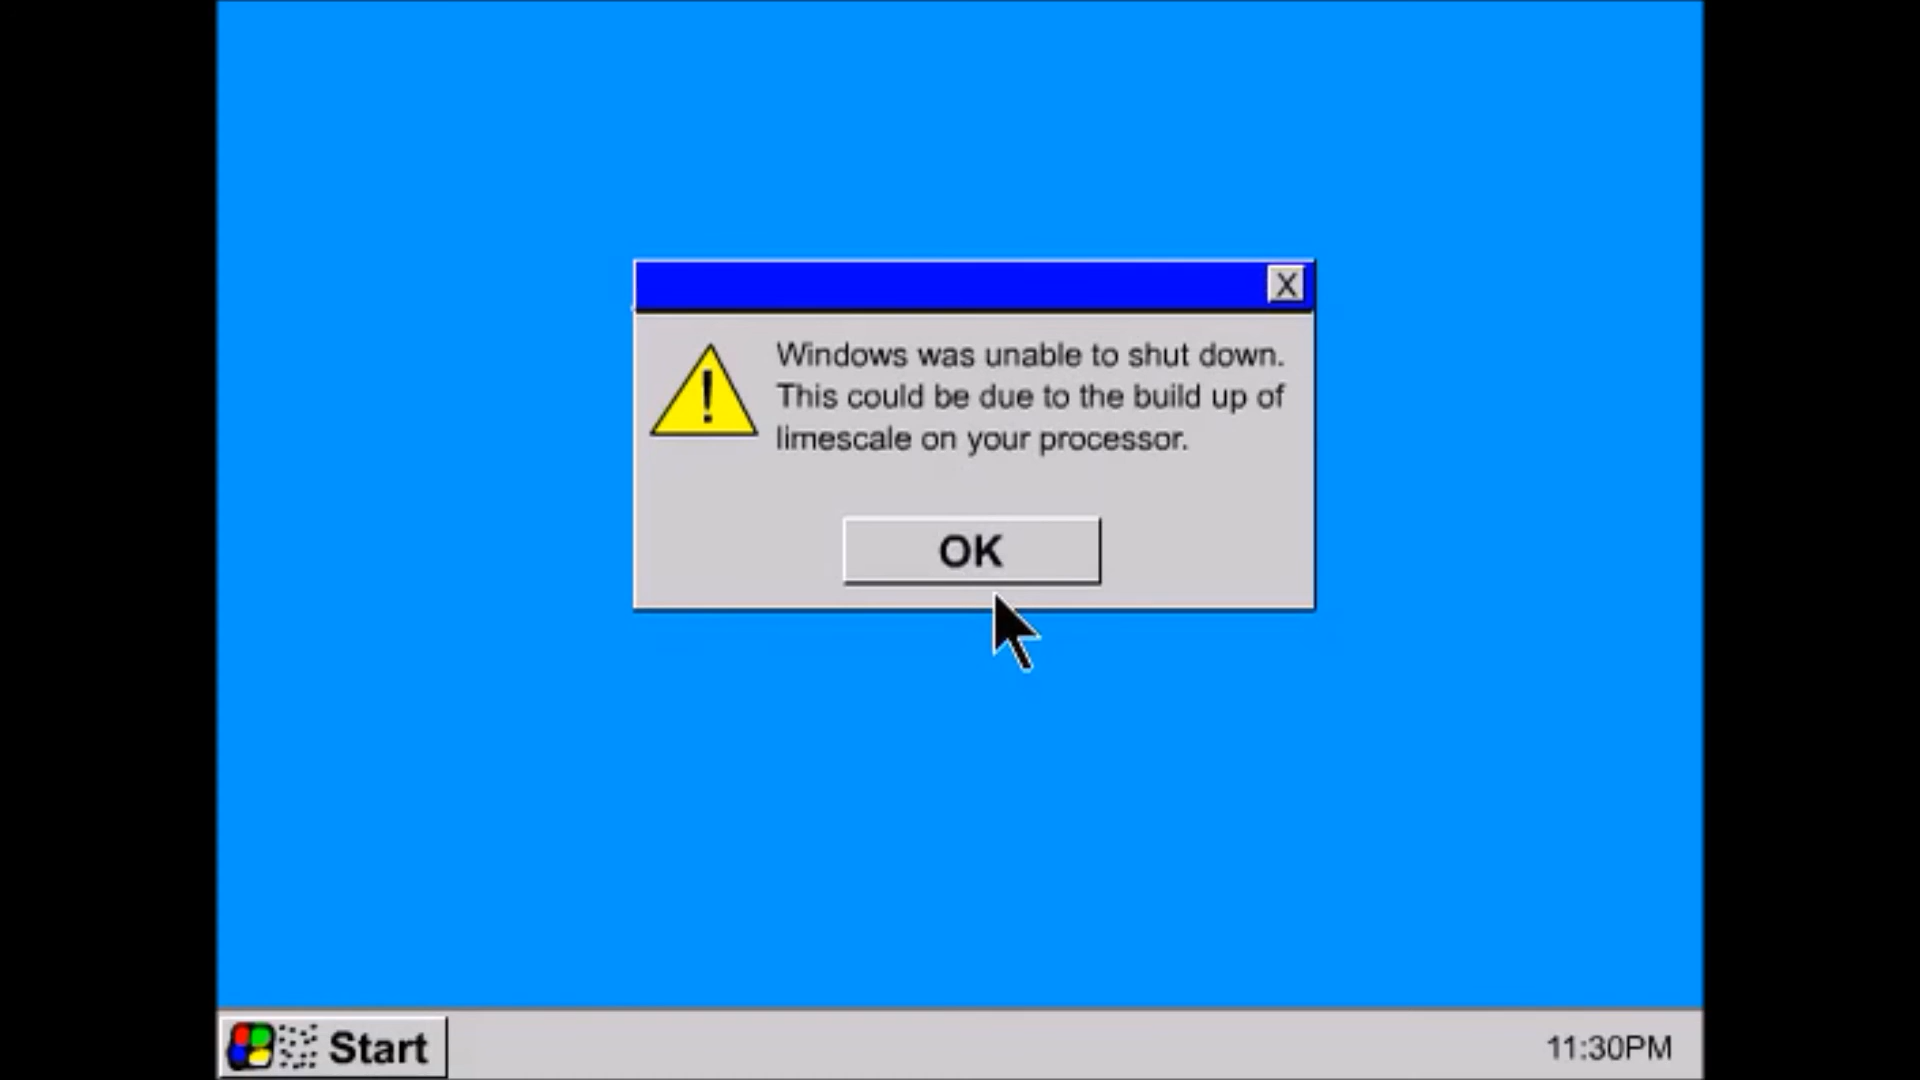 X
Windows was unable to shut down.
This could be due to the build up of
limescale on your processor.
OK
Start
11:30PM